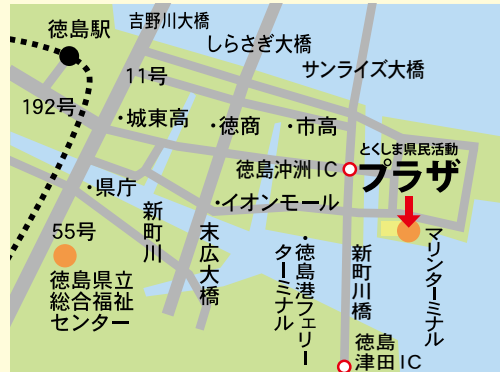 吉野川大橋
徳島駅
しらさぎ大橋
サンライズ大橋
11号
192号
・城東高
・徳商
・市高
とくしま県民活動
プラザ
徳島沖洲IC
・県庁
・イオンモール
新町川
末広大橋
・徳島港フェリー
ターミナル
新町川橋
マリンターミナル
55号
徳島県立
総合福祉
センター
徳島
津田IC